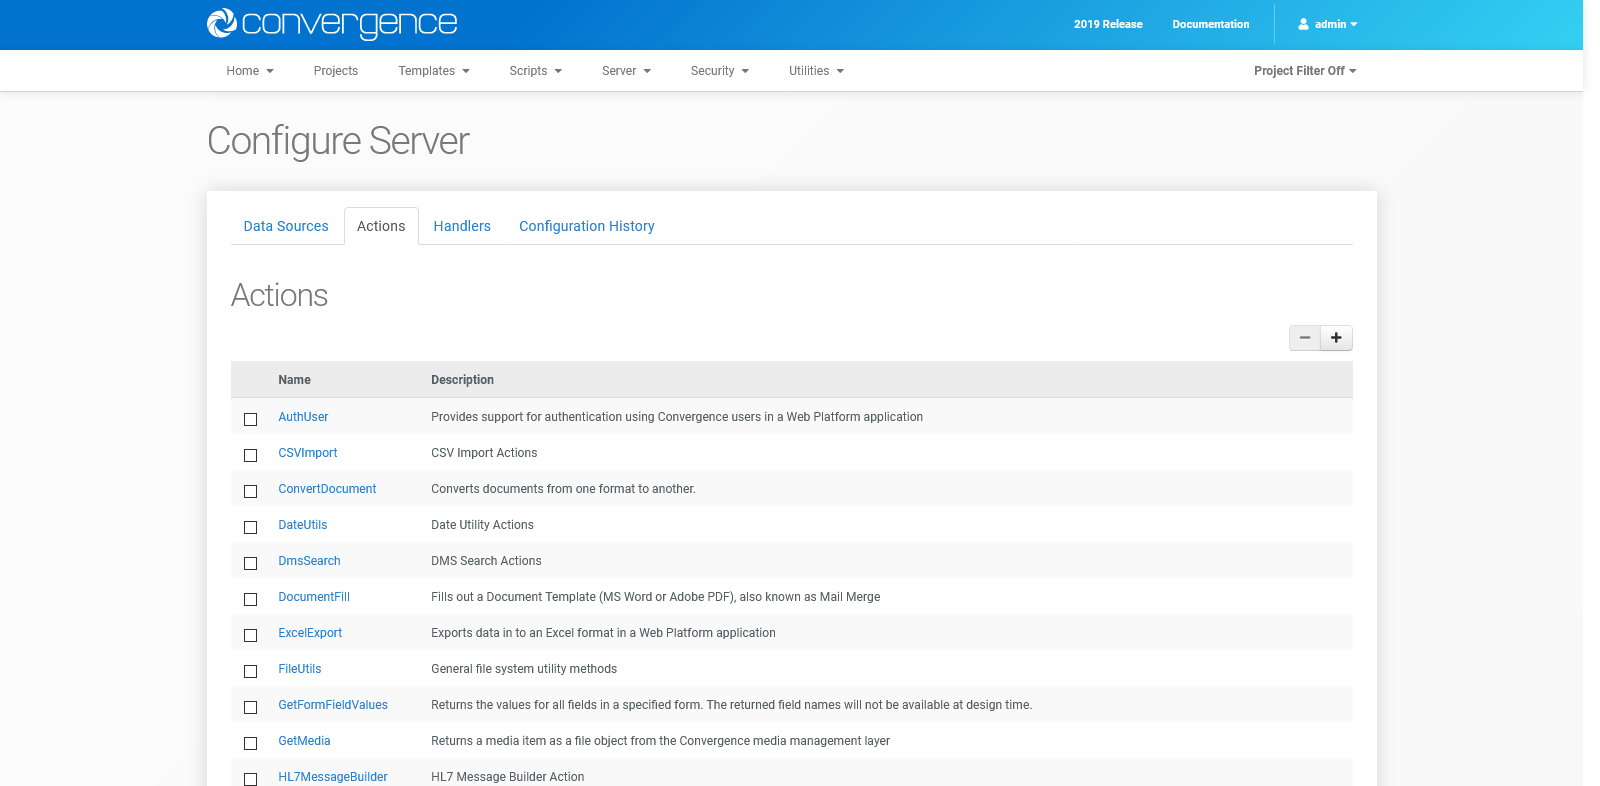 convergence
2019 Release Documentation admin
Home Projects Templates Scripts Server Security Utilities Project Filter Off
Configure Server
Data Sources Actions Handlers Configuration History
Actions
Name Description
AuthUser Provides support for authentication using Convergence users in a Web Platform application
CSVImport CSV Import Actions
ConvertDocument Converts documents from one format to another.
DateUtils Date Utility Actions
DmsSearch DMS Search Actions
DocumentFill Fills out a Document Template (MS Word or Adobe PDF), also known as Mail Merge
ExcelExport Exports data in to an Excel format in a Web Platform application
FileUtils General file system utility methods
GetFormFieldValues Returns the values for all fields in a specified form. The returned field names will not be available at design time.
GetMedia Returns a media item as a file object from the Convergence media management layer
HL7MessageBuilder HL7 Message Builder Action